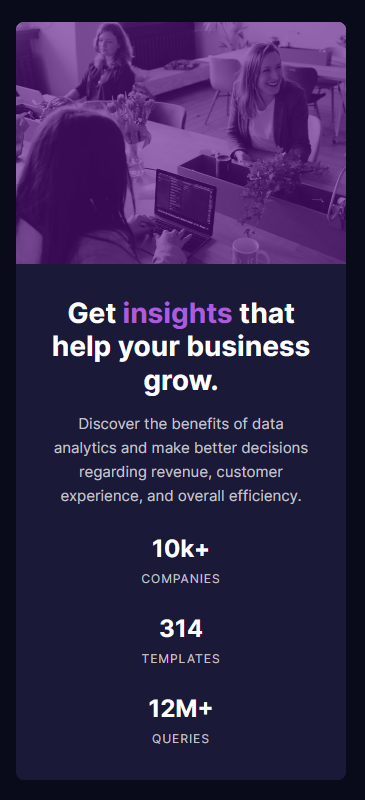 Get insights that
help your business
grow.
Discover the benefits of data
analytics and make better decisions
regarding revenue, customer
experience, and overall efficiency.
10k+
COMPANIES
314
TEMPLATES
12M+
QUERIES